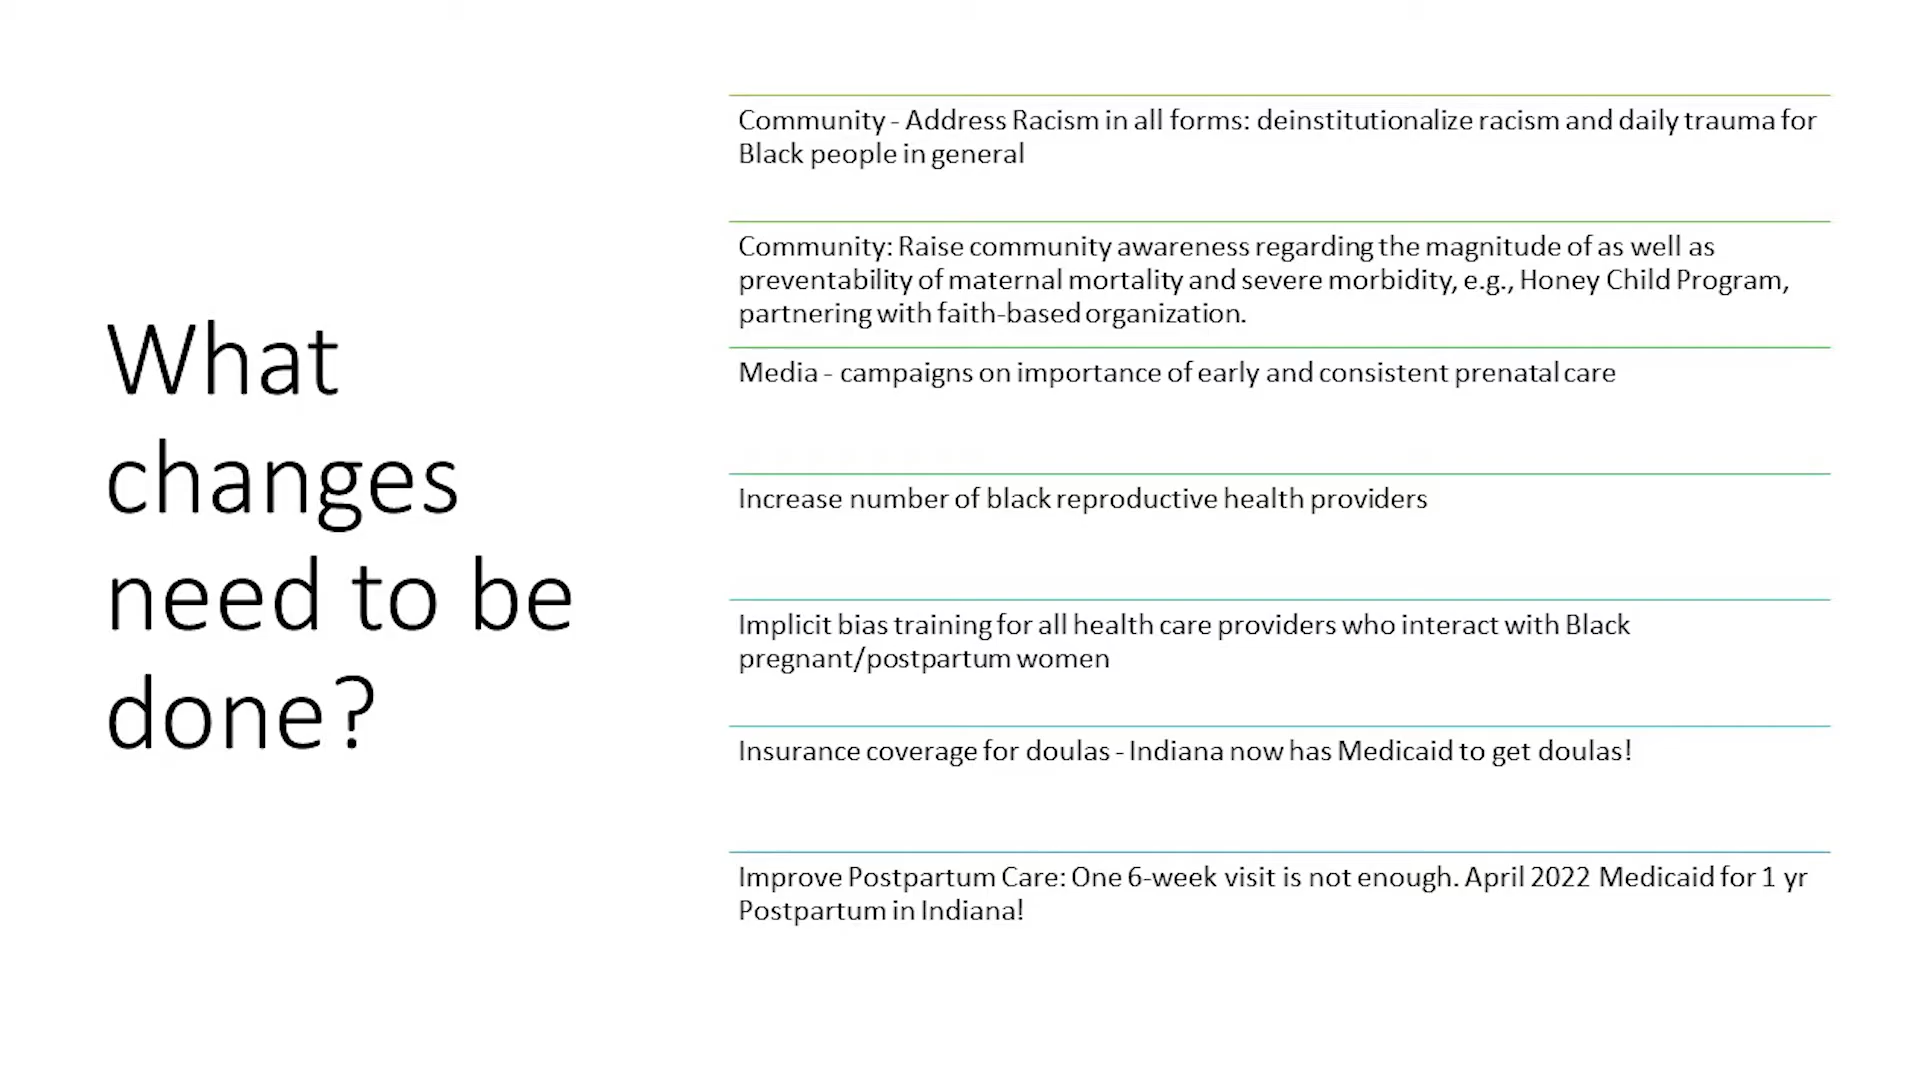 What
changes
need to be
done?
Community - Address Racism in all forms: deinstitutionalize racism and daily trauma for
Black people in general
Community: Raise community awareness regarding the magnitude of as well as
preventability of maternal mortality and severe morbidity, e.g., Honey Child Program,
partnering with faith-based organization.
Media - campaigns on importance of early and consistent prenatal care
Increase number of black reproductive health providers
Implicit bias training for all health care providers who interact with Black
pregnant/postpartum women
Insurance coverage for doulas - Indiana now has Medicaid to get doulas!
Improve Postpartum Care: One 6-week visit is not enough. April 2022 Medicaid for 1 yr
Postpartum in Indiana!